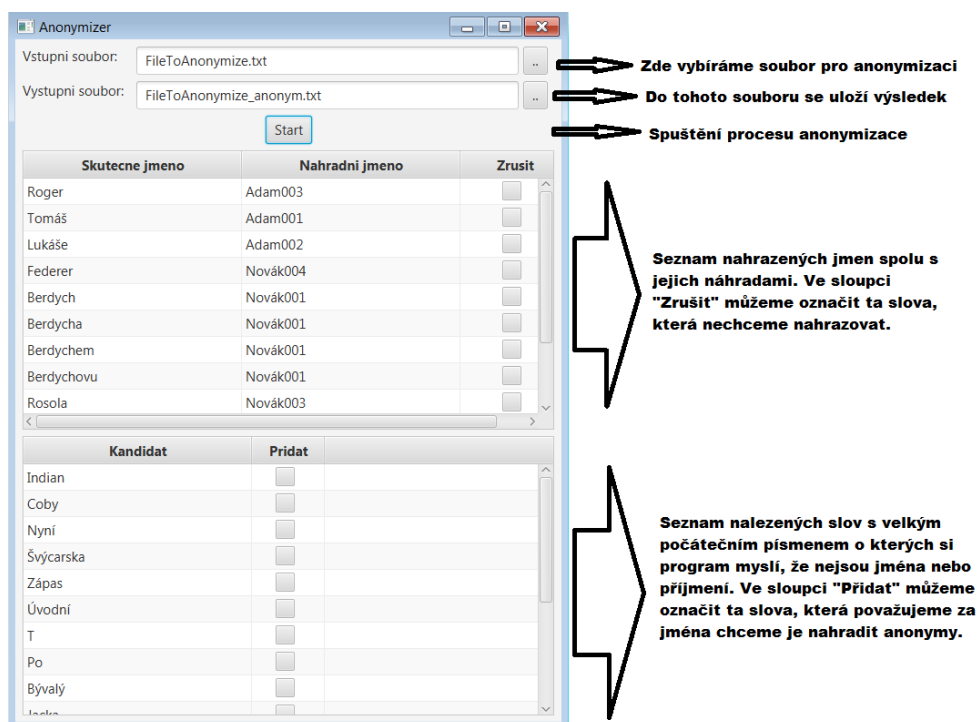 Anonymizer
Vstupni soubor:
FileToAnonymize.txt
..
Zde vybíráme soubor pro anonymizaci
Vystupni soubor:
FileToAnonymize_anonym.txt
..
Do tohoto souboru se uloží výsledek
Start
Spuštění procesu anonymizace
Skutecne jmeno Nahradni jmeno Zrusit
Roger Adam003
Tomáš Adam001
Lukáše Adam002
Federer Novák004
Berdych Novák001
Berdycha Novák001
Berdychem Novák001
Berdychovu Novák001
Rosola Novák003
Seznam nahrazených jmen spolu s
jejich náhradami. Ve sloupci
"Zrušit" můžeme označit ta slova,
která nechceme nahrazovat.
Kandidat Pridat
Indian
Coby
Nyní
Švýcarska
Zápas
Úvodní
T
Po
Bývalý
Jacka
Seznam nalezených slov s velkým
počátečním písmenem o kterých si
program myslí, že nejsou jména nebo
příjmení. Ve sloupci "Přidat" můžeme
označit ta slova, která považujeme za
jména chceme je nahradit anonymy.